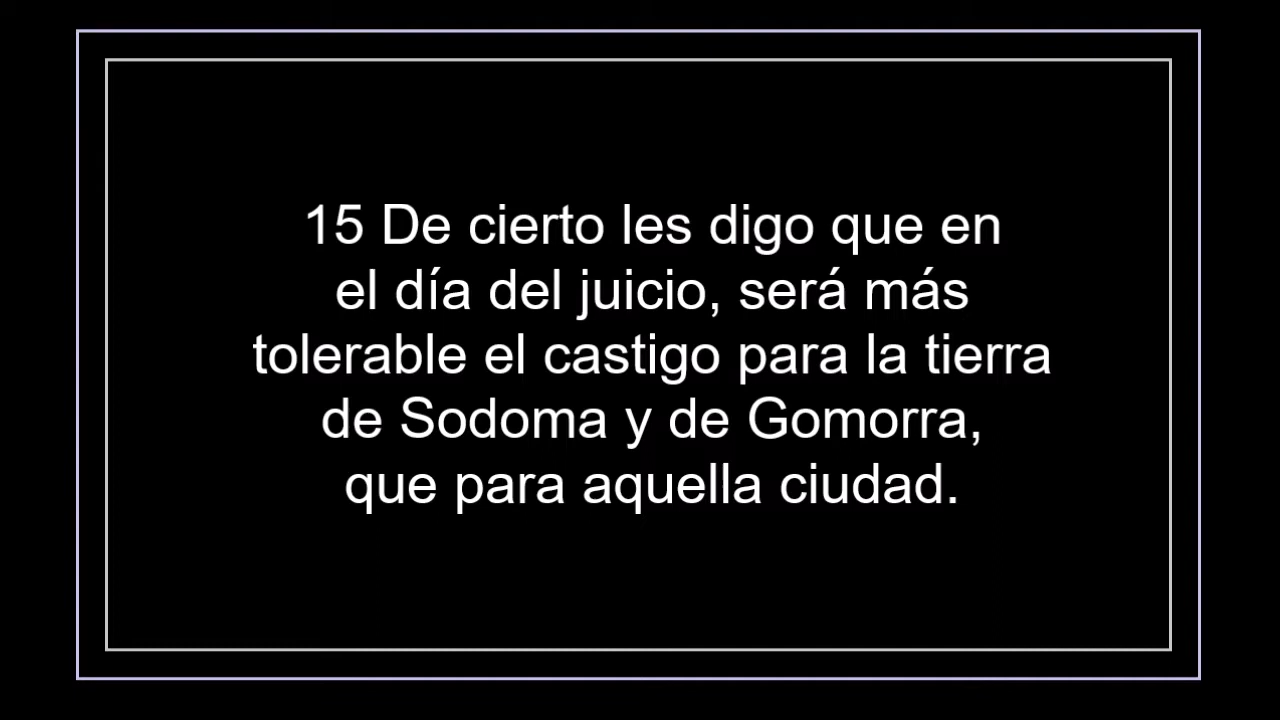 15 De cierto les digo que en
el día del juicio, será más
tolerable el castigo para la tierra
de Sodoma y de Gomorra,
que para aquella ciudad.